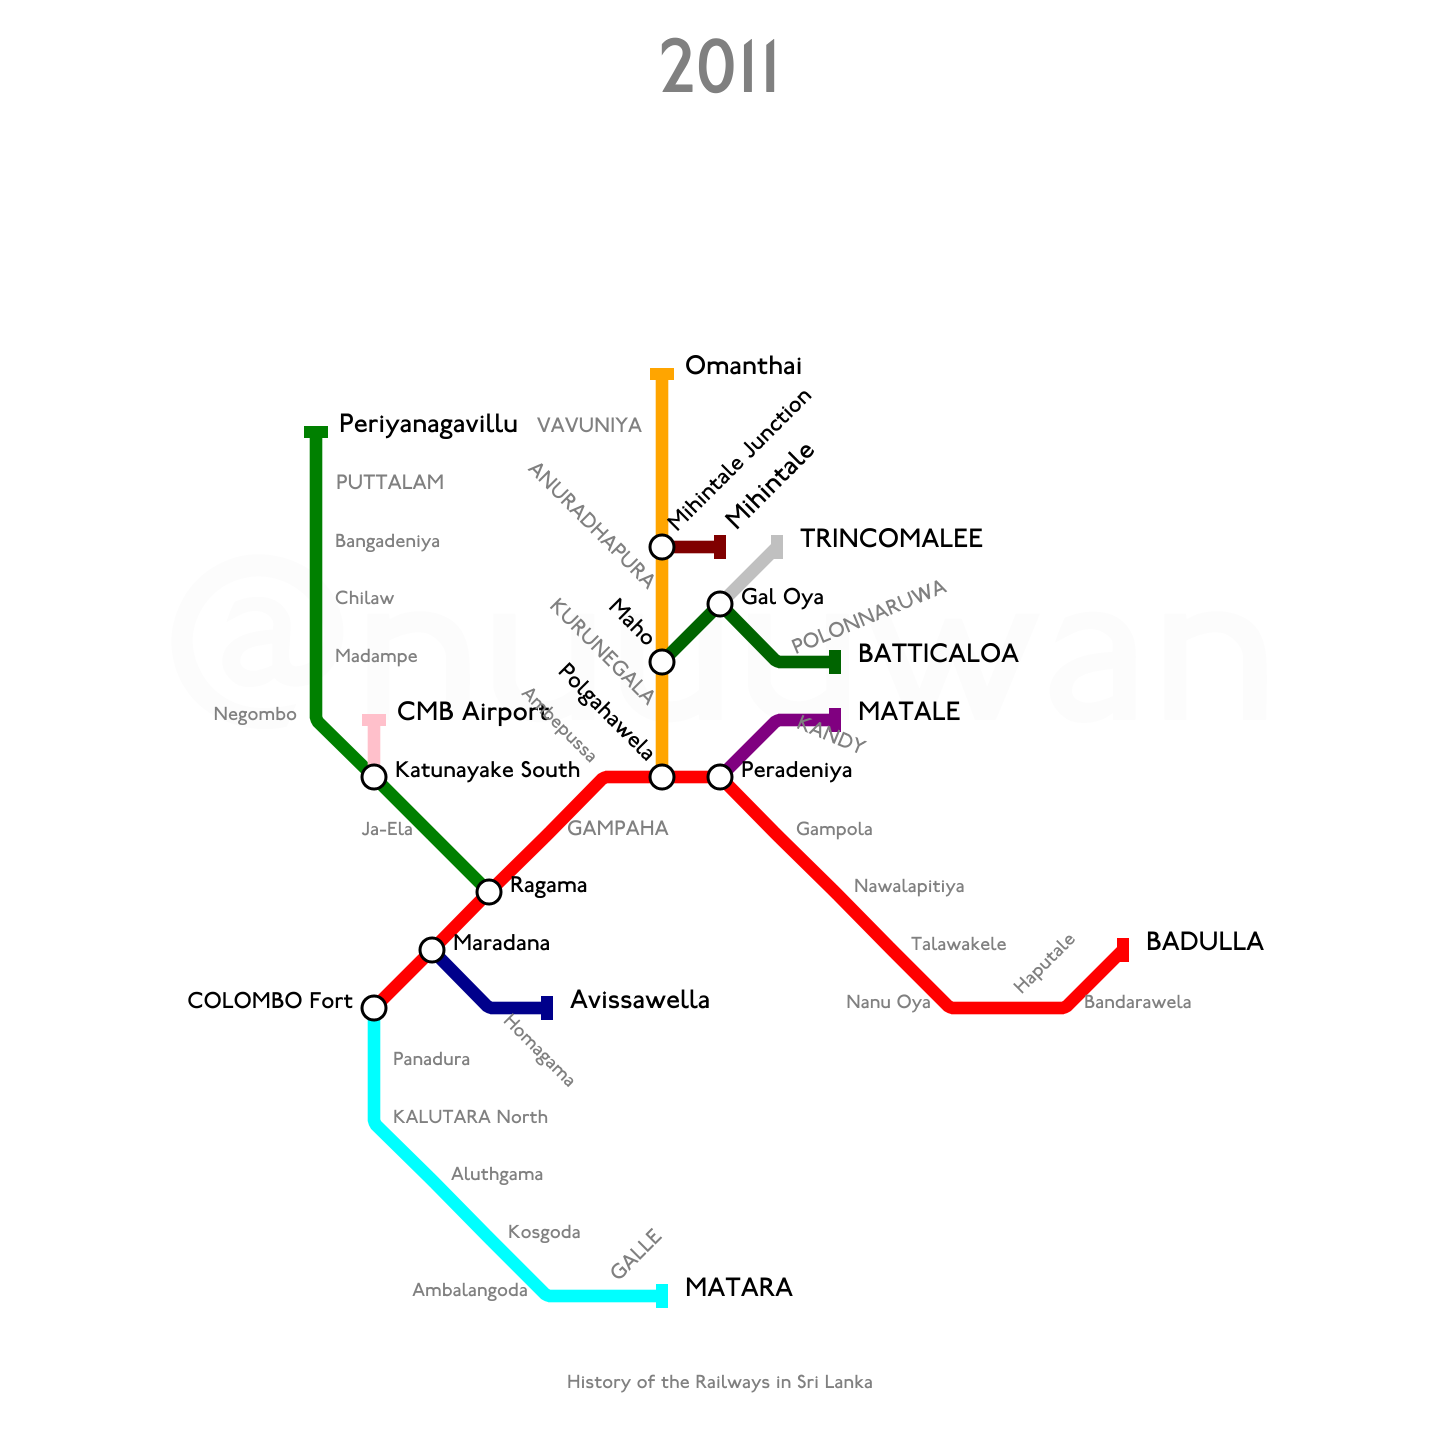 2011
Omanthai
Periyanagavillu
VAVUNIYA
Mihintale Junction
Mihintale
ANURADHAPURA
PUTTALAM
Bangadeniya
TRINCOMALEE
Chilaw
Gal Oya
POLONNARUWA
Maho
KURUNEGALA
Madampe
BATTICALOA
Negombo
CMB Airport
Ambepussa
Polgahawela
MATALE
KANDY
Katunayake South
Peradeniya
Ja-Ela
GAMPAHA
Gampola
Ragama
Nawalapitiya
Maradana
Talawakele
Haputale
BADULLA
COLOMBO Fort
Avissawella
Nanu Oya
Bandarawela
Homagama
Panadura
KALUTARA North
Aluthgama
Kosgoda
GALLE
Ambalangoda
MATARA
History of the Railways in Sri Lanka